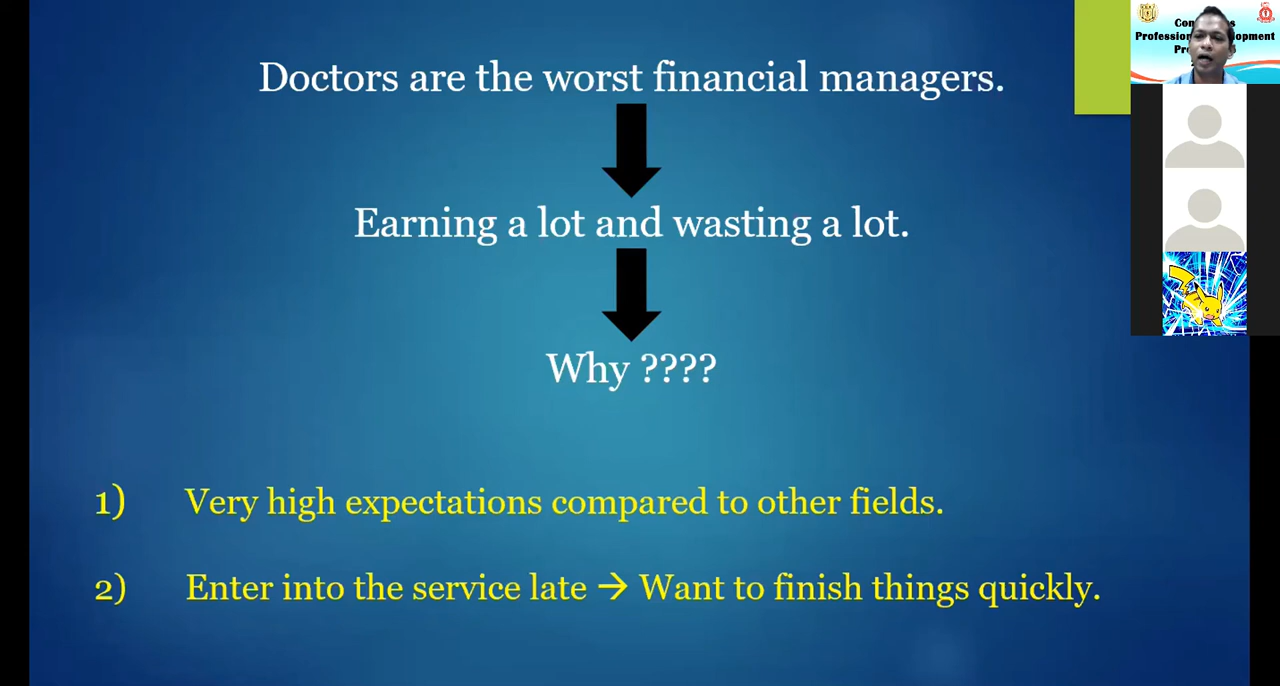 Doctors are the worst financial managers.
Earning a lot and wasting a lot.
Why ????
1) Very high expectations compared to other fields.
2) Enter into the service late → Want to finish things quickly.